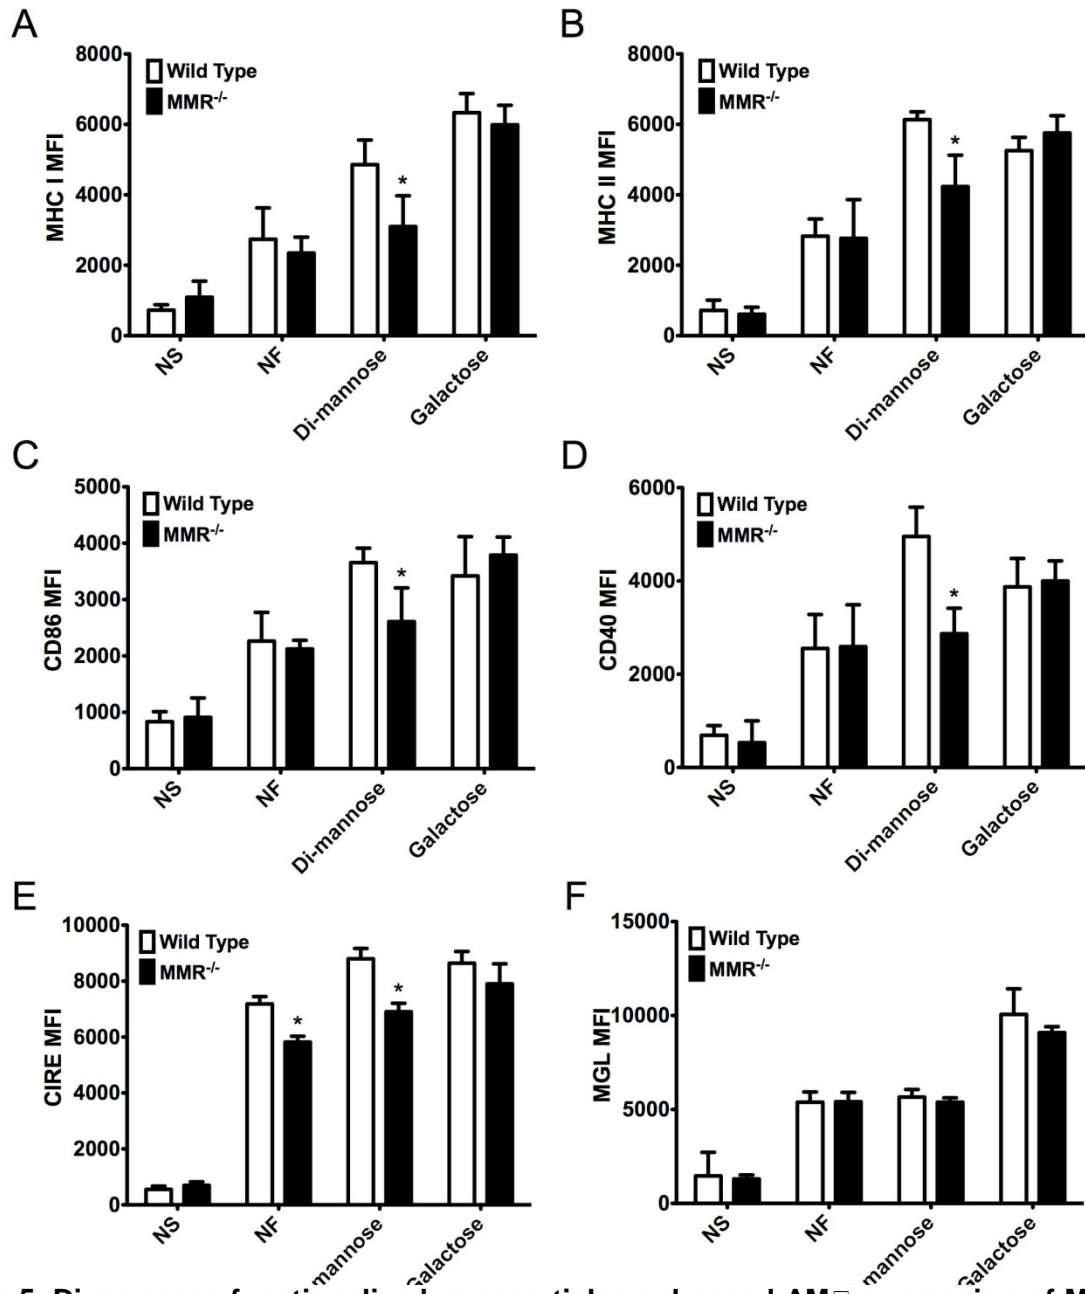 A
8000
6000
4000
2000
0
MHC I MFI
Wild Type
MMR-/-
*
NS
NF
Di-mannose
Galactose
B
8000
6000
4000
2000
0
MHC II MFI
Wild Type
MMR-/-
*
NS
NF
Di-mannose
Galactose
C
5000
4000
3000
2000
1000
0
CD86 MFI
Wild Type
MMR-/-
*
NS
NF
Di-mannose
Galactose
D
6000
4000
2000
0
CD40 MFI
Wild Type
MMR-/-
*
NS
NF
Di-mannose
Galactose
E
10000
8000
6000
4000
2000
0
CIRE MFI
Wild Type
MMR-/-
*
*
NS
NF
mannose
Galactose
F
15000
10000
5000
0
MGL MFI
Wild Type
MMR-/-
NS
NF
mannose
Galactose